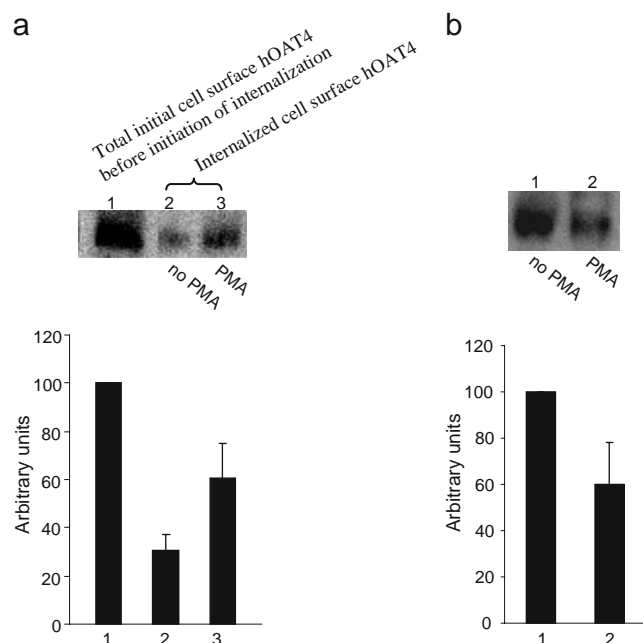 a
Total initial cell surface hOAT4
before initiation of internalization
Internalized cell surface hOAT4
1
2
3
no PMA
PMA
120
100
80
60
40
20
0
Arbitrary units
1
2
3
b
1
2
no PMA
PMA
120
100
80
60
40
20
0
Arbitrary units
1
2